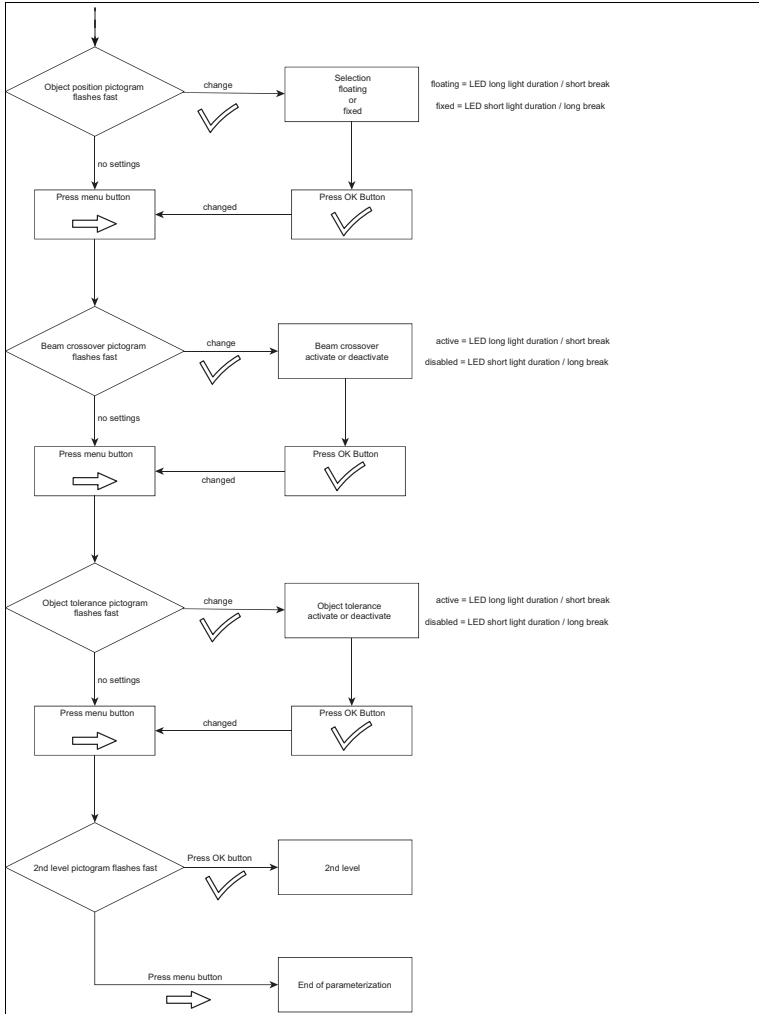 Object position pictogram
flashes fast
change
Selection
floating
or
fixed
floating = LED long light duration / short break
fixed = LED short light duration / long break
no settings
Press menu button
changed
Press OK Button
Beam crossover pictogram
flashes fast
change
Beam crossover
activate or deactivate
active = LED long light duration / short break
disabled = LED short light duration / long break
no settings
Press menu button
changed
Press OK Button
Object tolerance pictogram
flashes fast
change
Object tolerance
activate or deactivate
active = LED long light duration / short break
disabled = LED short light duration / long break
no settings
Press menu button
changed
Press OK Button
2nd level pictogram flashes fast
Press OK button
2nd level
Press menu button
End of parameterization